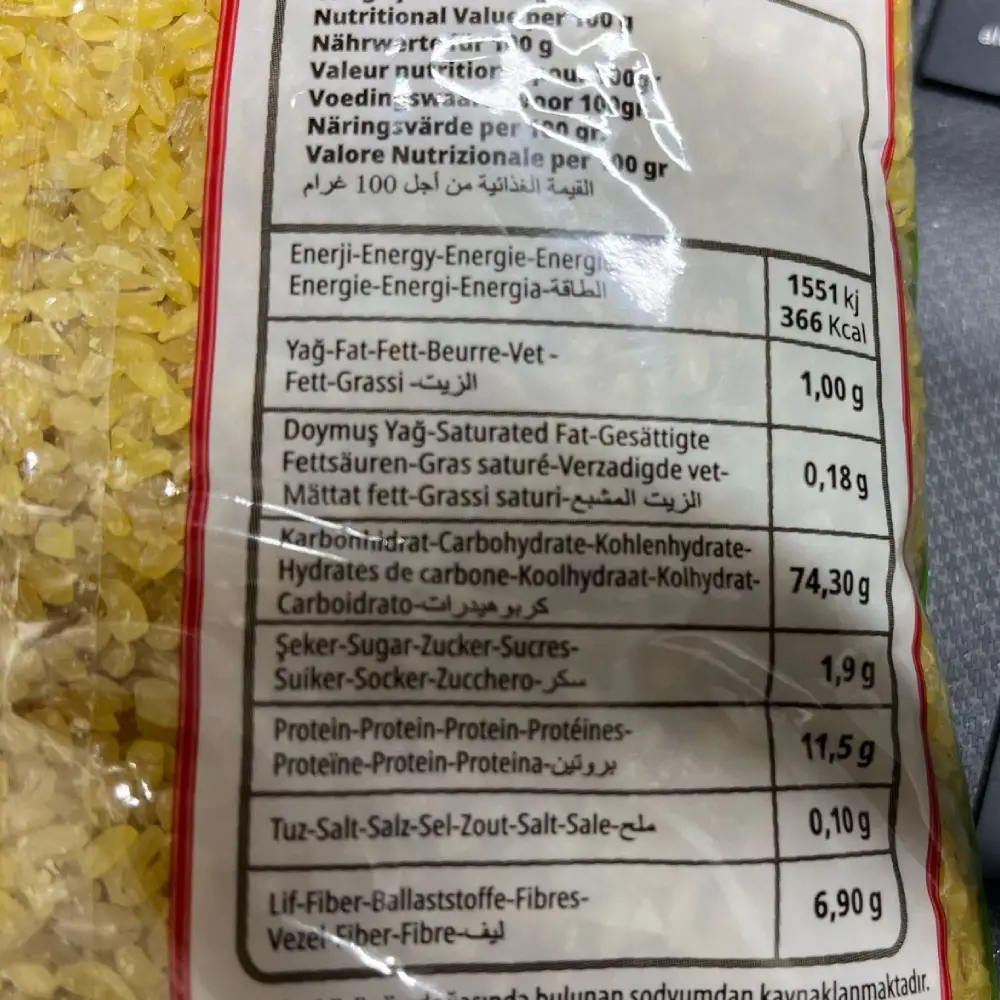 Nutritional Value per 100 g
Nährwerte für 100 g
Valeur nutrition pour 100g
Voedingswaar voor 100gr
Näringsvärde per 100 gr
Valore Nutrizionale per 100 gr
القيمة الغذائية من أجل 100 غرام
Enerji-Energy-Energie-Energie
Energie-Energi-Energia-الطاقة
1551 kj
366 Kcal
Yağ-Fat-Fett-Beurre-Vet -
Fett-Grassi -الزيت
1,00 g
Doymuş Yağ-Saturated Fat-Gesättigte
Fettsäuren-Gras saturé-Verzadigde vet-
Mättat fett-Grassi saturi-الزيت المشبع
0,18 g
Karbonhidrat-Carbohydrate-Kohlenhydrate-
Hydrates de carbone-Koolhydraat-Kolhydrat-
Carboidrato-كربوهيدرات
74,30 g
Şeker-Sugar-Zucker-Sucres-
Suiker-Socker-Zucchero-سكر
1,9 g
Protein-Protein-Protein-Protéines-
Proteïne-Protein-Proteina-بروتين
11,5 g
Tuz-Salt-Salz-Sel-Zout-Salt-Sale-ملح
0,10 g
Lif-Fiber-Ballaststoffe-Fibres-
Vezel-Fiber-Fibre-ليف
6,90 g
bulunan sodyumdan kaynaklanmaktadır.